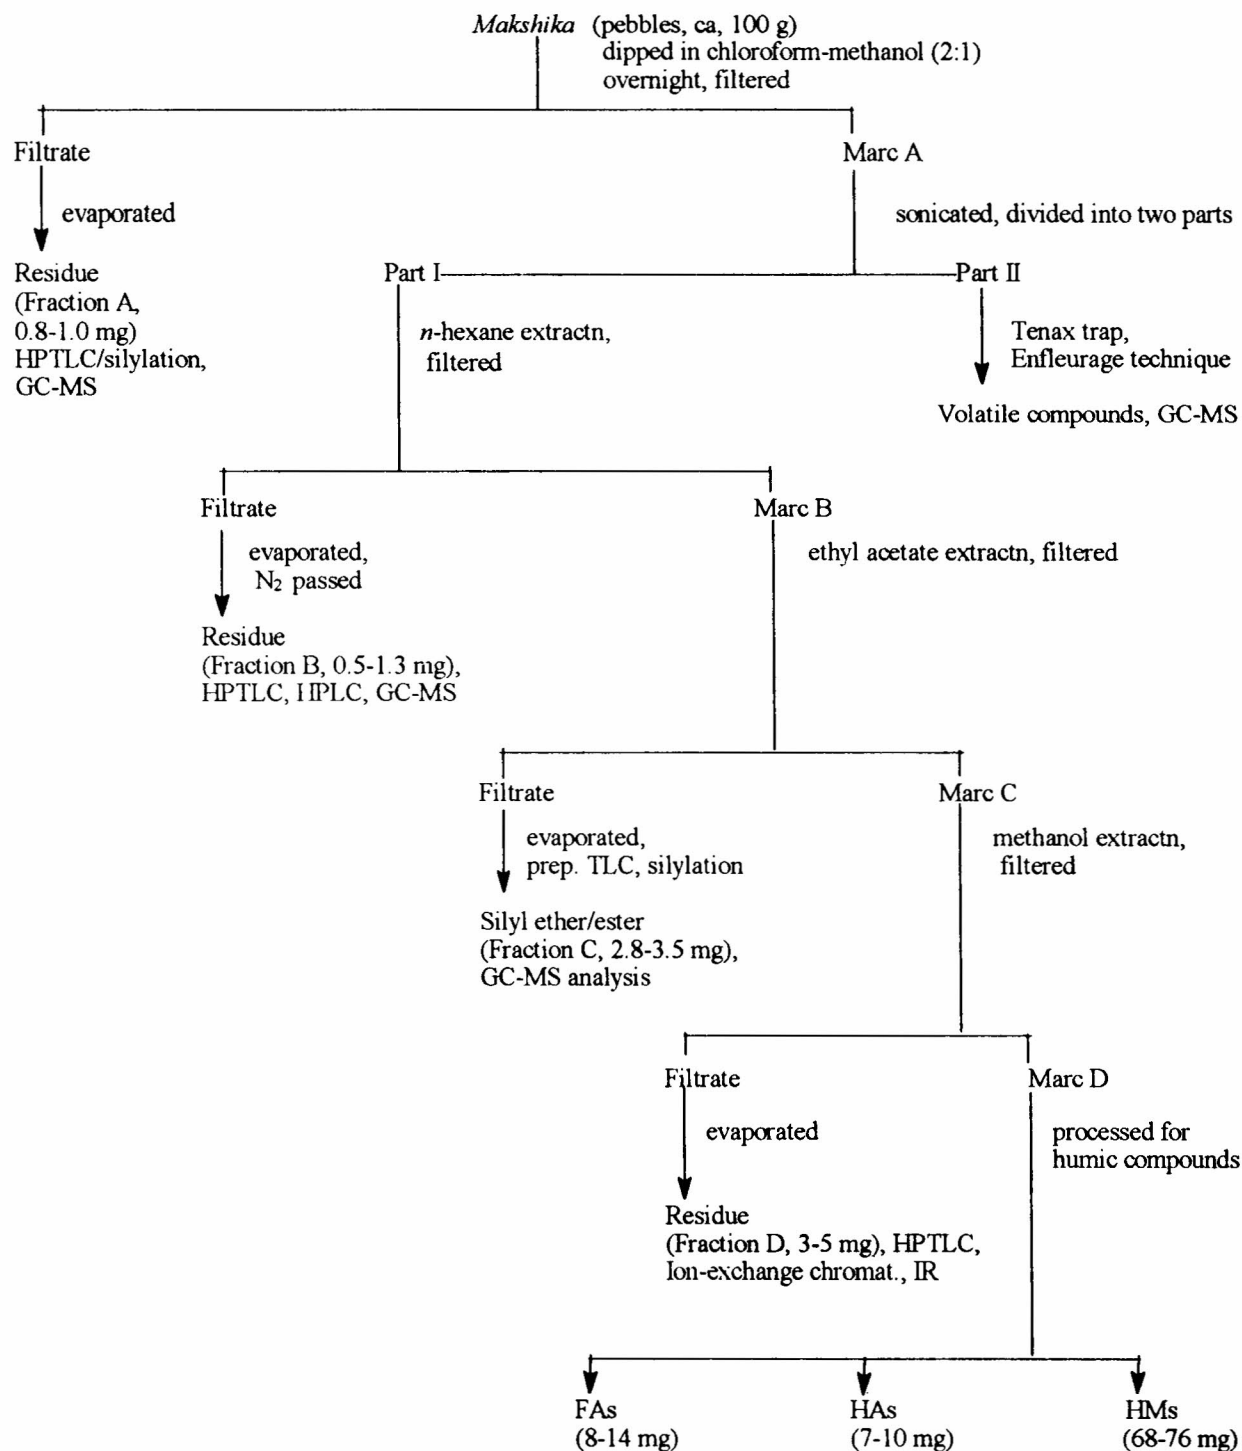 Makshika (pebbles, ca, 100 g)
dipped in chloroform-methanol (2:1)
overnight, filtered
Filtrate
Marc A
evaporated
sonicated, divided into two parts
Residue
(Fraction A,
0.8-1.0 mg)
HPTLC/silylation,
GC-MS
Part I
Part II
n-hexane extractn,
filtered
Tenax trap,
Enfleurage technique
Volatile compounds, GC-MS
Filtrate
Marc B
evaporated,
N2 passed
ethyl acetate extractn, filtered
Residue
(Fraction B, 0.5-1.3 mg),
HPTLC, HPLC, GC-MS
Filtrate
Marc C
evaporated,
prep. TLC, silylation
methanol extractn,
filtered
Silyl ether/ester
(Fraction C, 2.8-3.5 mg),
GC-MS analysis
Filtrate
Marc D
evaporated
processed for
humic compounds
Residue
(Fraction D, 3-5 mg), HPTLC,
Ion-exchange chromat., IR
FAs
(8-14 mg)
HAs
(7-10 mg)
HMs
(68-76 mg)